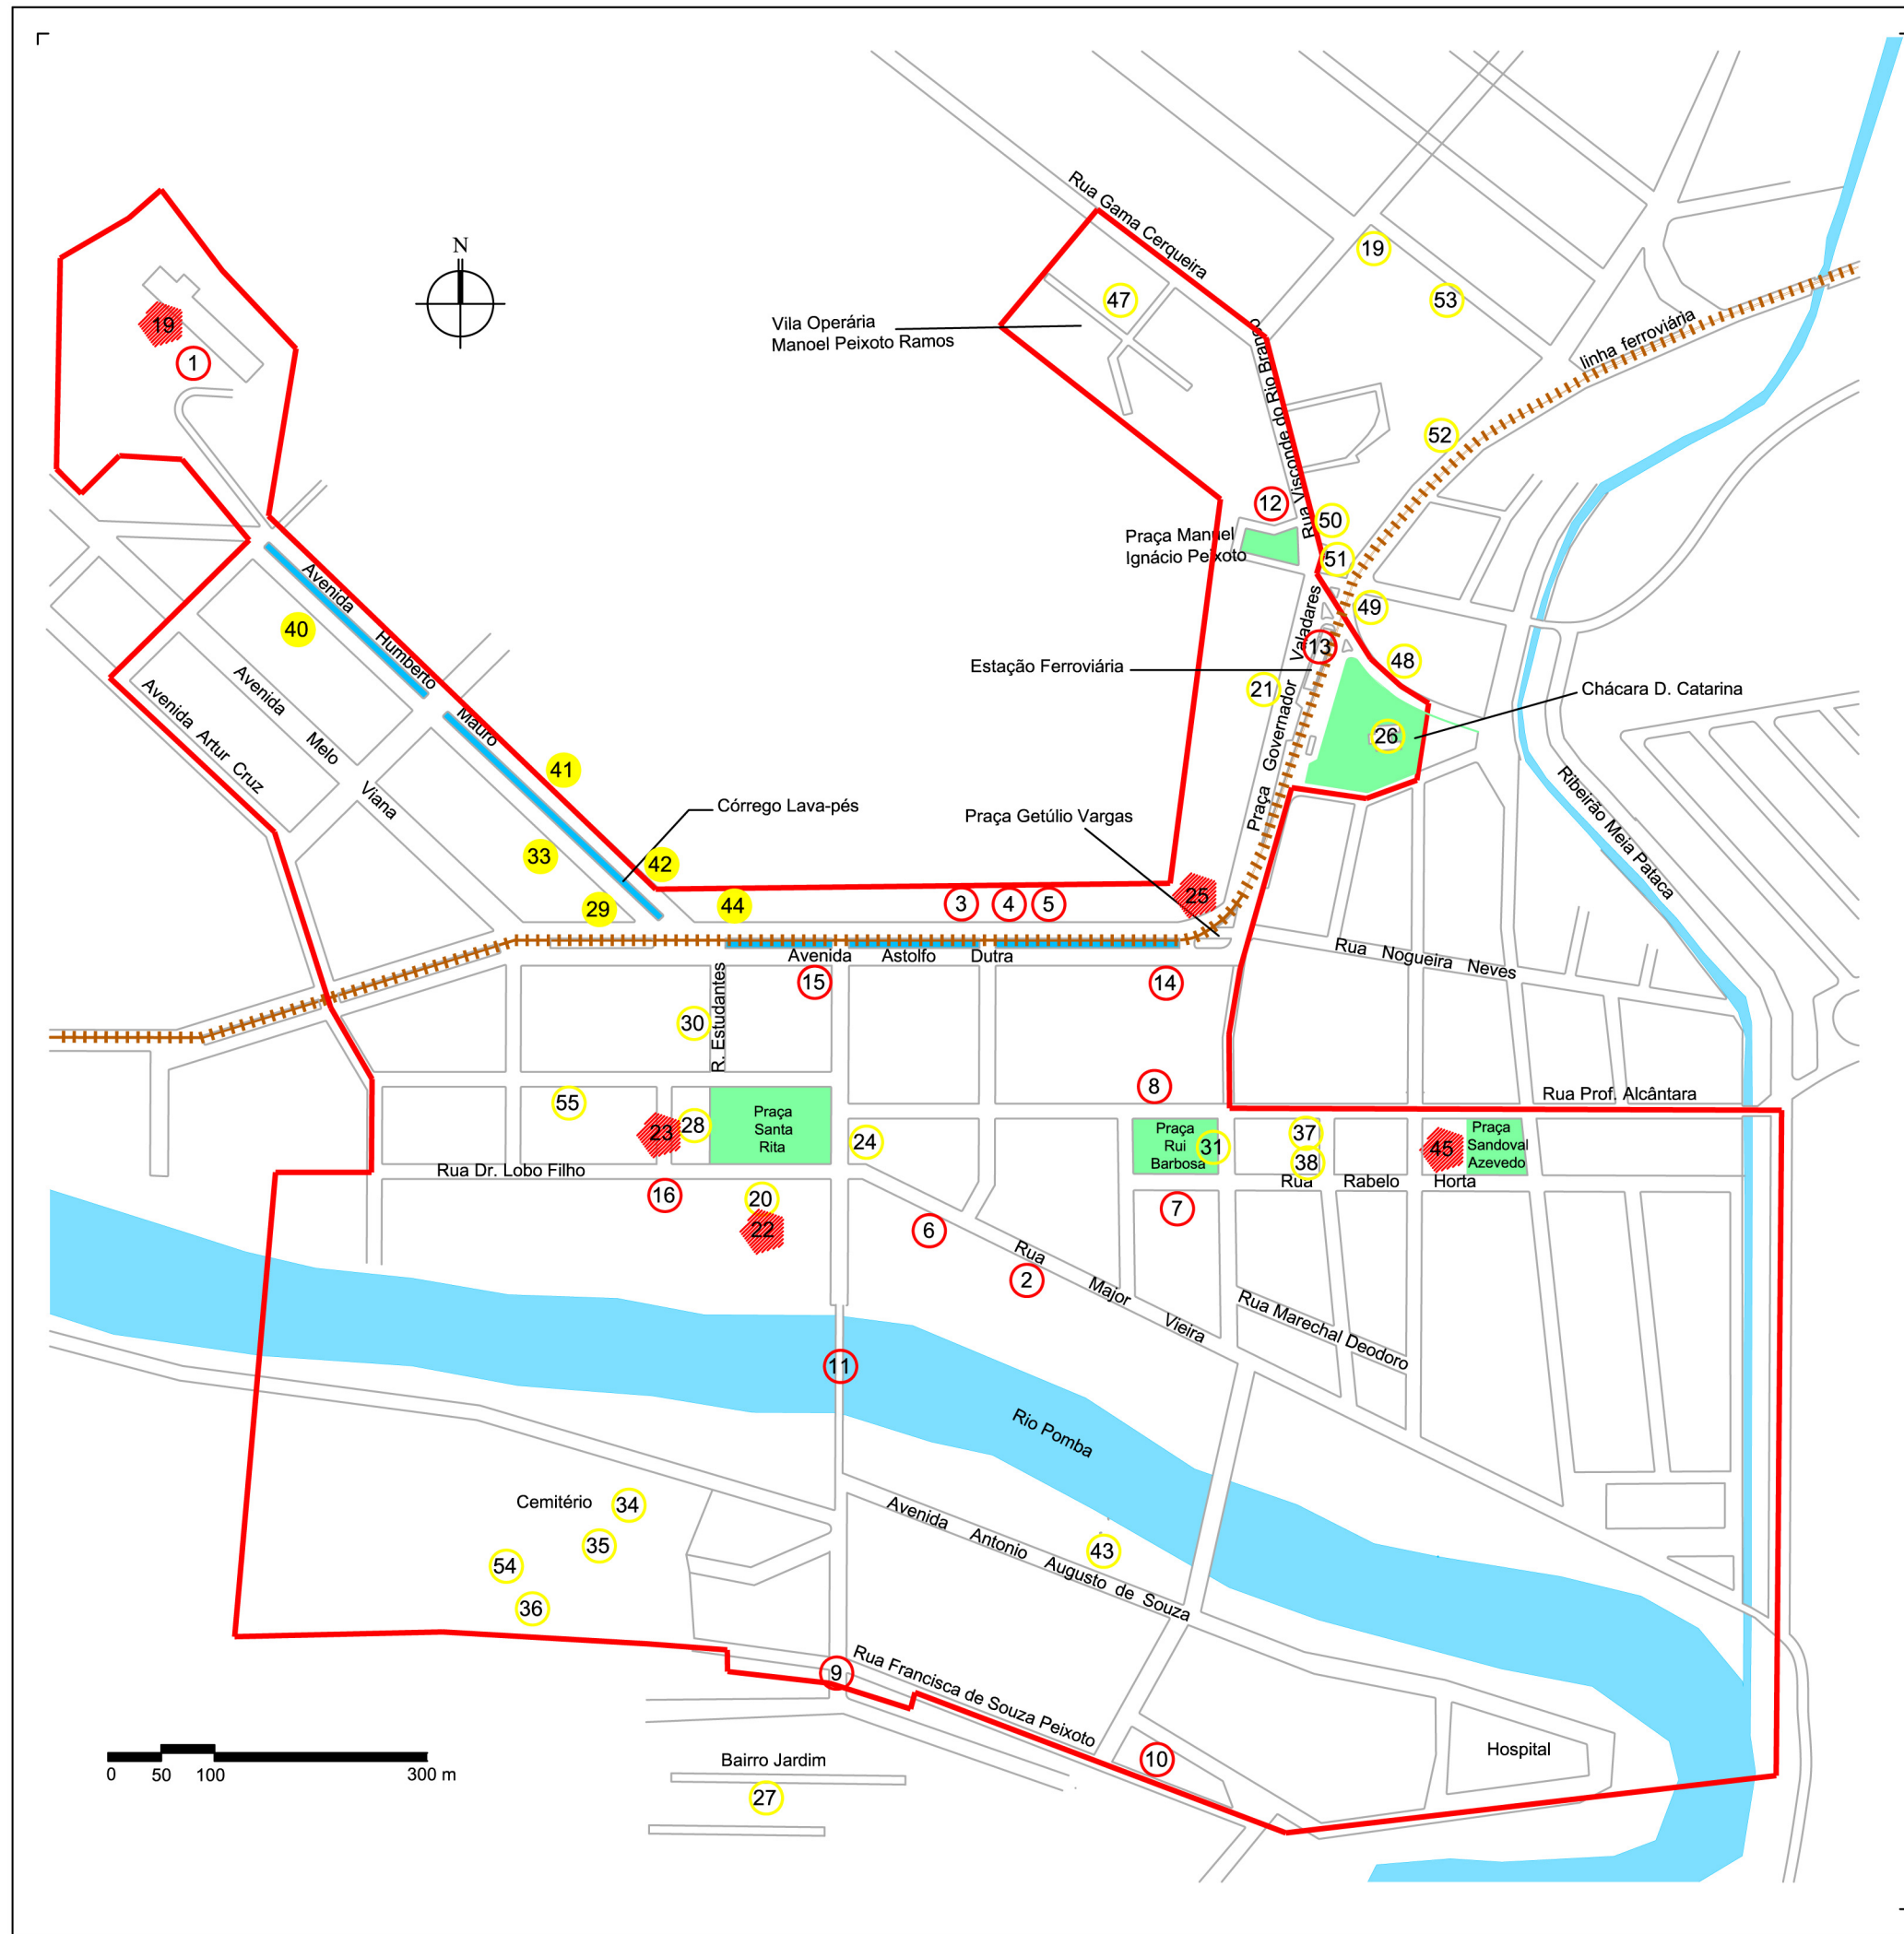 N
Rua Gama Cerqueira
19
47
53
Vila Operária
Manoel Peixoto Ramos
linha ferroviária
19
1
Rua Visconde do Rio Branco
52
12
50
Praça Manuel
Ignácio Peixoto
51
Avenida Humberto Mauro
40
49
Valadares
13
Estação Ferroviária
48
21
Chácara D. Catarina
26
Avenida Melo Viana
Avenida Artur Cruz
Praça Governador
41
Córrego Lava-pés
Praça Getúlio Vargas
Ribeirão Meia Pataca
33
42
29
44
3
4
5
25
Avenida Astolfo Dutra
Rua Nogueira Neves
15
14
30
R. Estudantes
8
Rua Prof. Alcântara
55
23
28
Praça
Santa
Rita
24
Praça
Rui
Barbosa
31
37
38
45
Praça
Sandoval
Azevedo
Rua Dr. Lobo Filho
Rua Rabelo Horta
16
20
22
6
7
2
Rua Major Vieira
Rua Marechal Deodoro
11
Rio Pomba
Cemitério
34
35
54
36
Avenida Antonio Augusto de Souza
43
9
Rua Francisca de Souza Peixoto
10
Hospital
0 50 100 300 m
Bairro Jardim
27